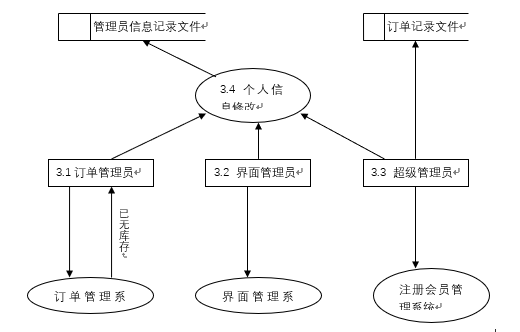 管理员信息记录文件
订单记录文件
3.4 个人信
息修改
3.1 订单管理员
3.2 界面管理员
3.3 超级管理员
已无库存
订单管理系
界面管理系
注册会员管
理系统